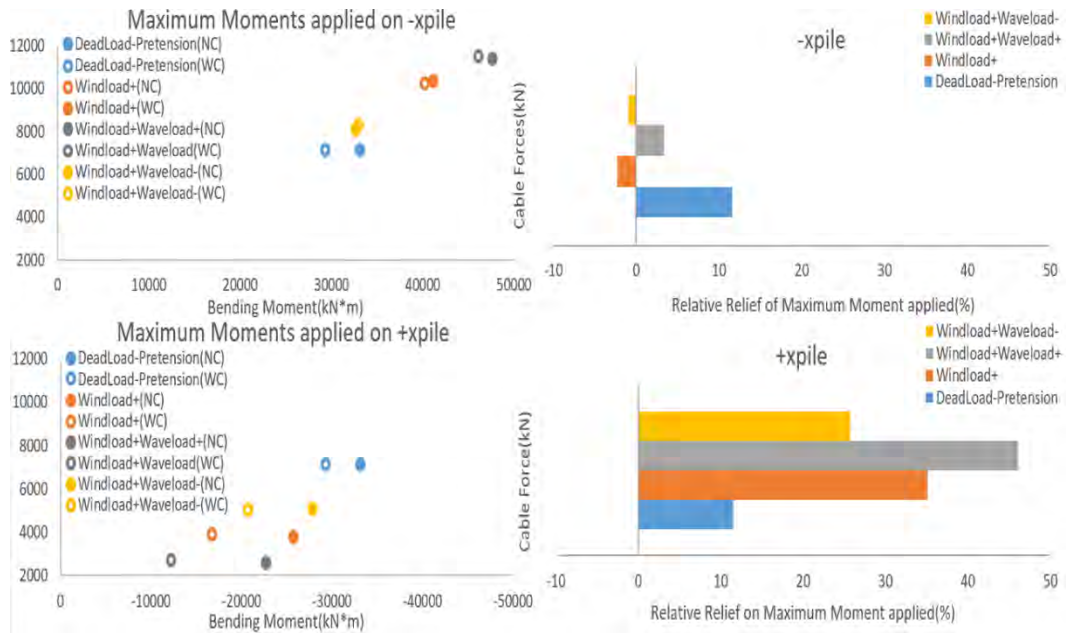 Maximum Moments applied on -xpile
12000
10000
8000
6000
4000
2000
DeadLoad-Pretension(NC)
DeadLoad-Pretension(WC)
Windload+(NC)
Windload+(WC)
Windload+Waveload+(NC)
Windload+Waveload(WC)
Windload+Waveload-(NC)
Windload+Waveload-(WC)
0 10000 20000 30000 40000 50000
Bending Moment(kN*m)
-xpile
Windload+Waveload-
Windload+Waveload+
Windload+
DeadLoad-Pretension
Cable Forces(kN)
-10 0 10 20 30 40 50
Relative Relief of Maximum Moment applied(%)
Maximum Moments applied on +xpile
12000
10000
8000
6000
4000
2000
DeadLoad-Pretension(NC)
DeadLoad-Pretension(WC)
Windload+(NC)
Windload+(WC)
Windload+Waveload+(NC)
Windload+Waveload(WC)
Windload+Waveload-(NC)
Windload+Waveload-(WC)
0 -10000 -20000 -30000 -40000 -50000
Bending Moment(kN*m)
+xpile
Windload+Waveload-
Windload+Waveload+
Windload+
DeadLoad-Pretension
Cable Force(kN)
-10 0 10 20 30 40 50
Relative Relief on Maximum Moment applied(%)